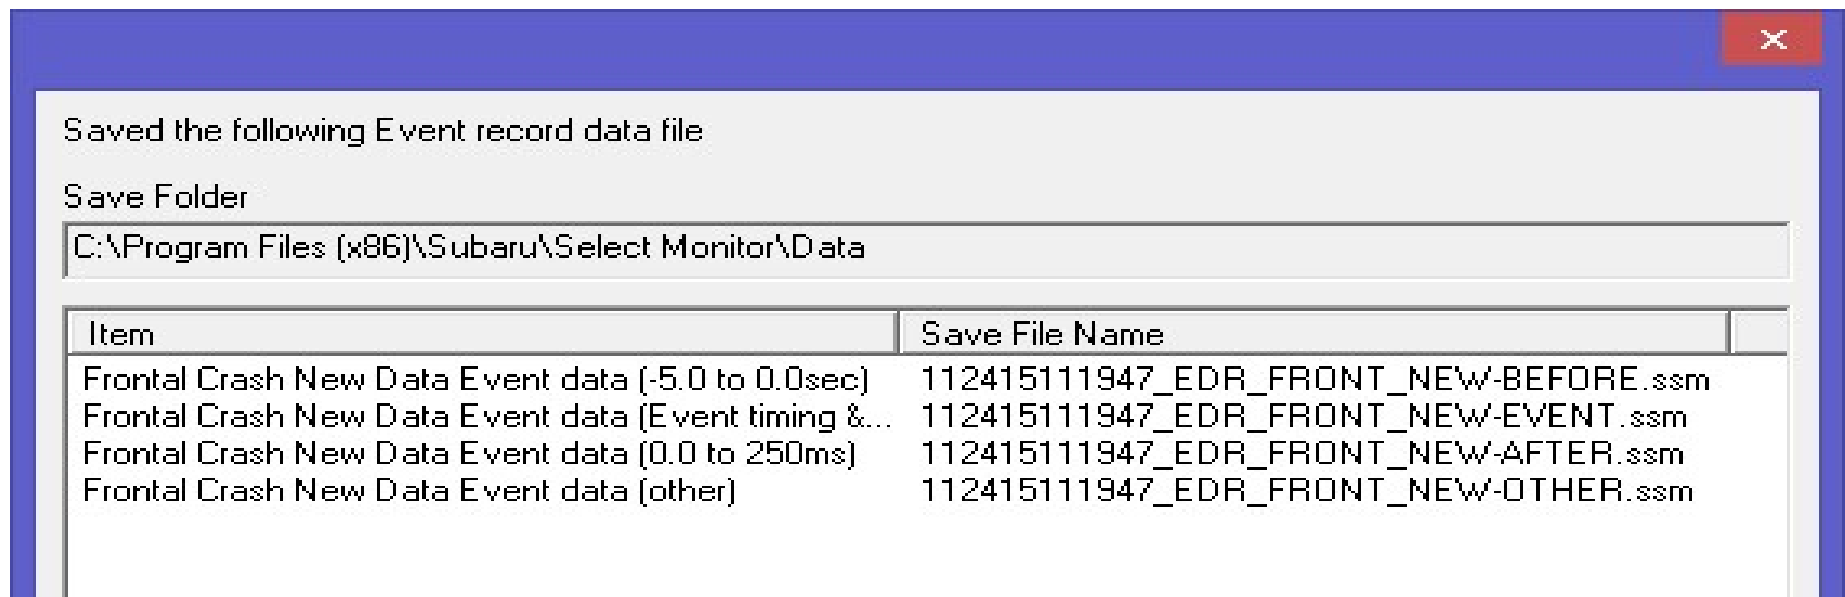 Saved the following Event record data file
Save Folder
C:\Program Files (x86)\Subaru\Select Monitor\Data
Item Save File Name
Frontal Crash New Data Event data (-5.0 to 0.0sec) 112415111947_EDR_FRONT_NEW-BEFORE.ssm
Frontal Crash New Data Event data (Event timing &... 112415111947_EDR_FRONT_NEW-EVENT.ssm
Frontal Crash New Data Event data (0.0 to 250ms) 112415111947_EDR_FRONT_NEW-AFTER.ssm
Frontal Crash New Data Event data (other) 112415111947_EDR_FRONT_NEW-OTHER.ssm